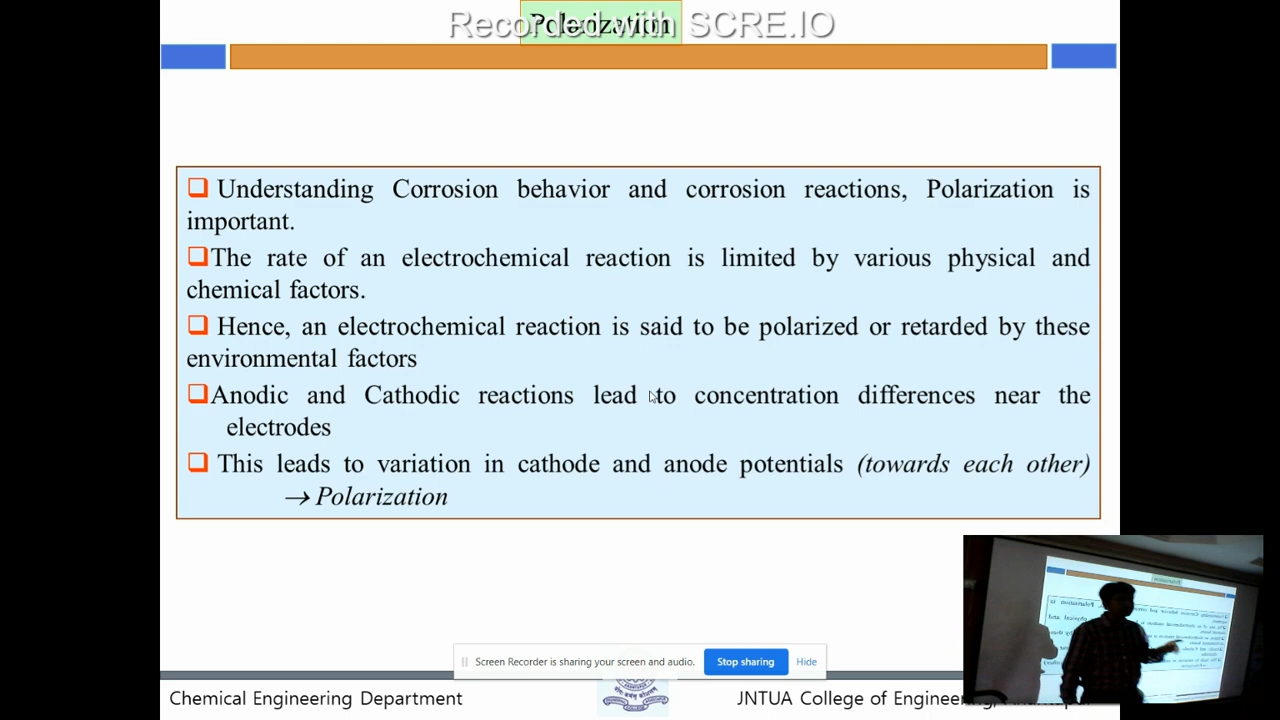 Polarization
Recorded with SCRE.IO
❑ Understanding Corrosion behavior and corrosion reactions, Polarization is
important.
❑The rate of an electrochemical reaction is limited by various physical and
chemical factors.
❑ Hence, an electrochemical reaction is said to be polarized or retarded by these
environmental factors
❑Anodic and Cathodic reactions lead to concentration differences near the
electrodes
❑ This leads to variation in cathode and anode potentials (towards each other)
→ Polarization
Screen Recorder is sharing your screen and audio. Stop sharing Hide
Chemical Engineering Department JNTUA College of Engineering,